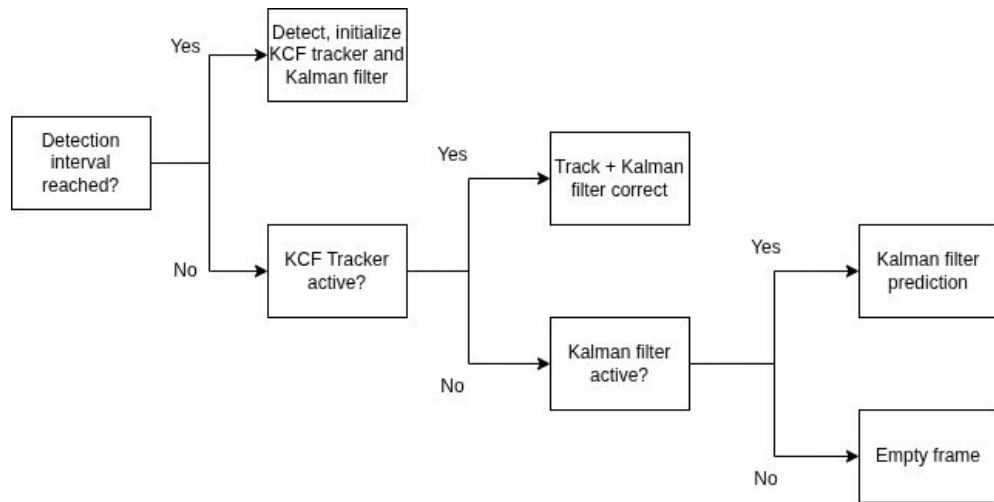 Yes
Detect, initialize
KCF tracker and
Kalman filter
Detection
interval
reached?
Yes
Track + Kalman
filter correct
No
KCF Tracker
active?
Yes
Kalman filter
prediction
No
Kalman filter
active?
No
Empty frame